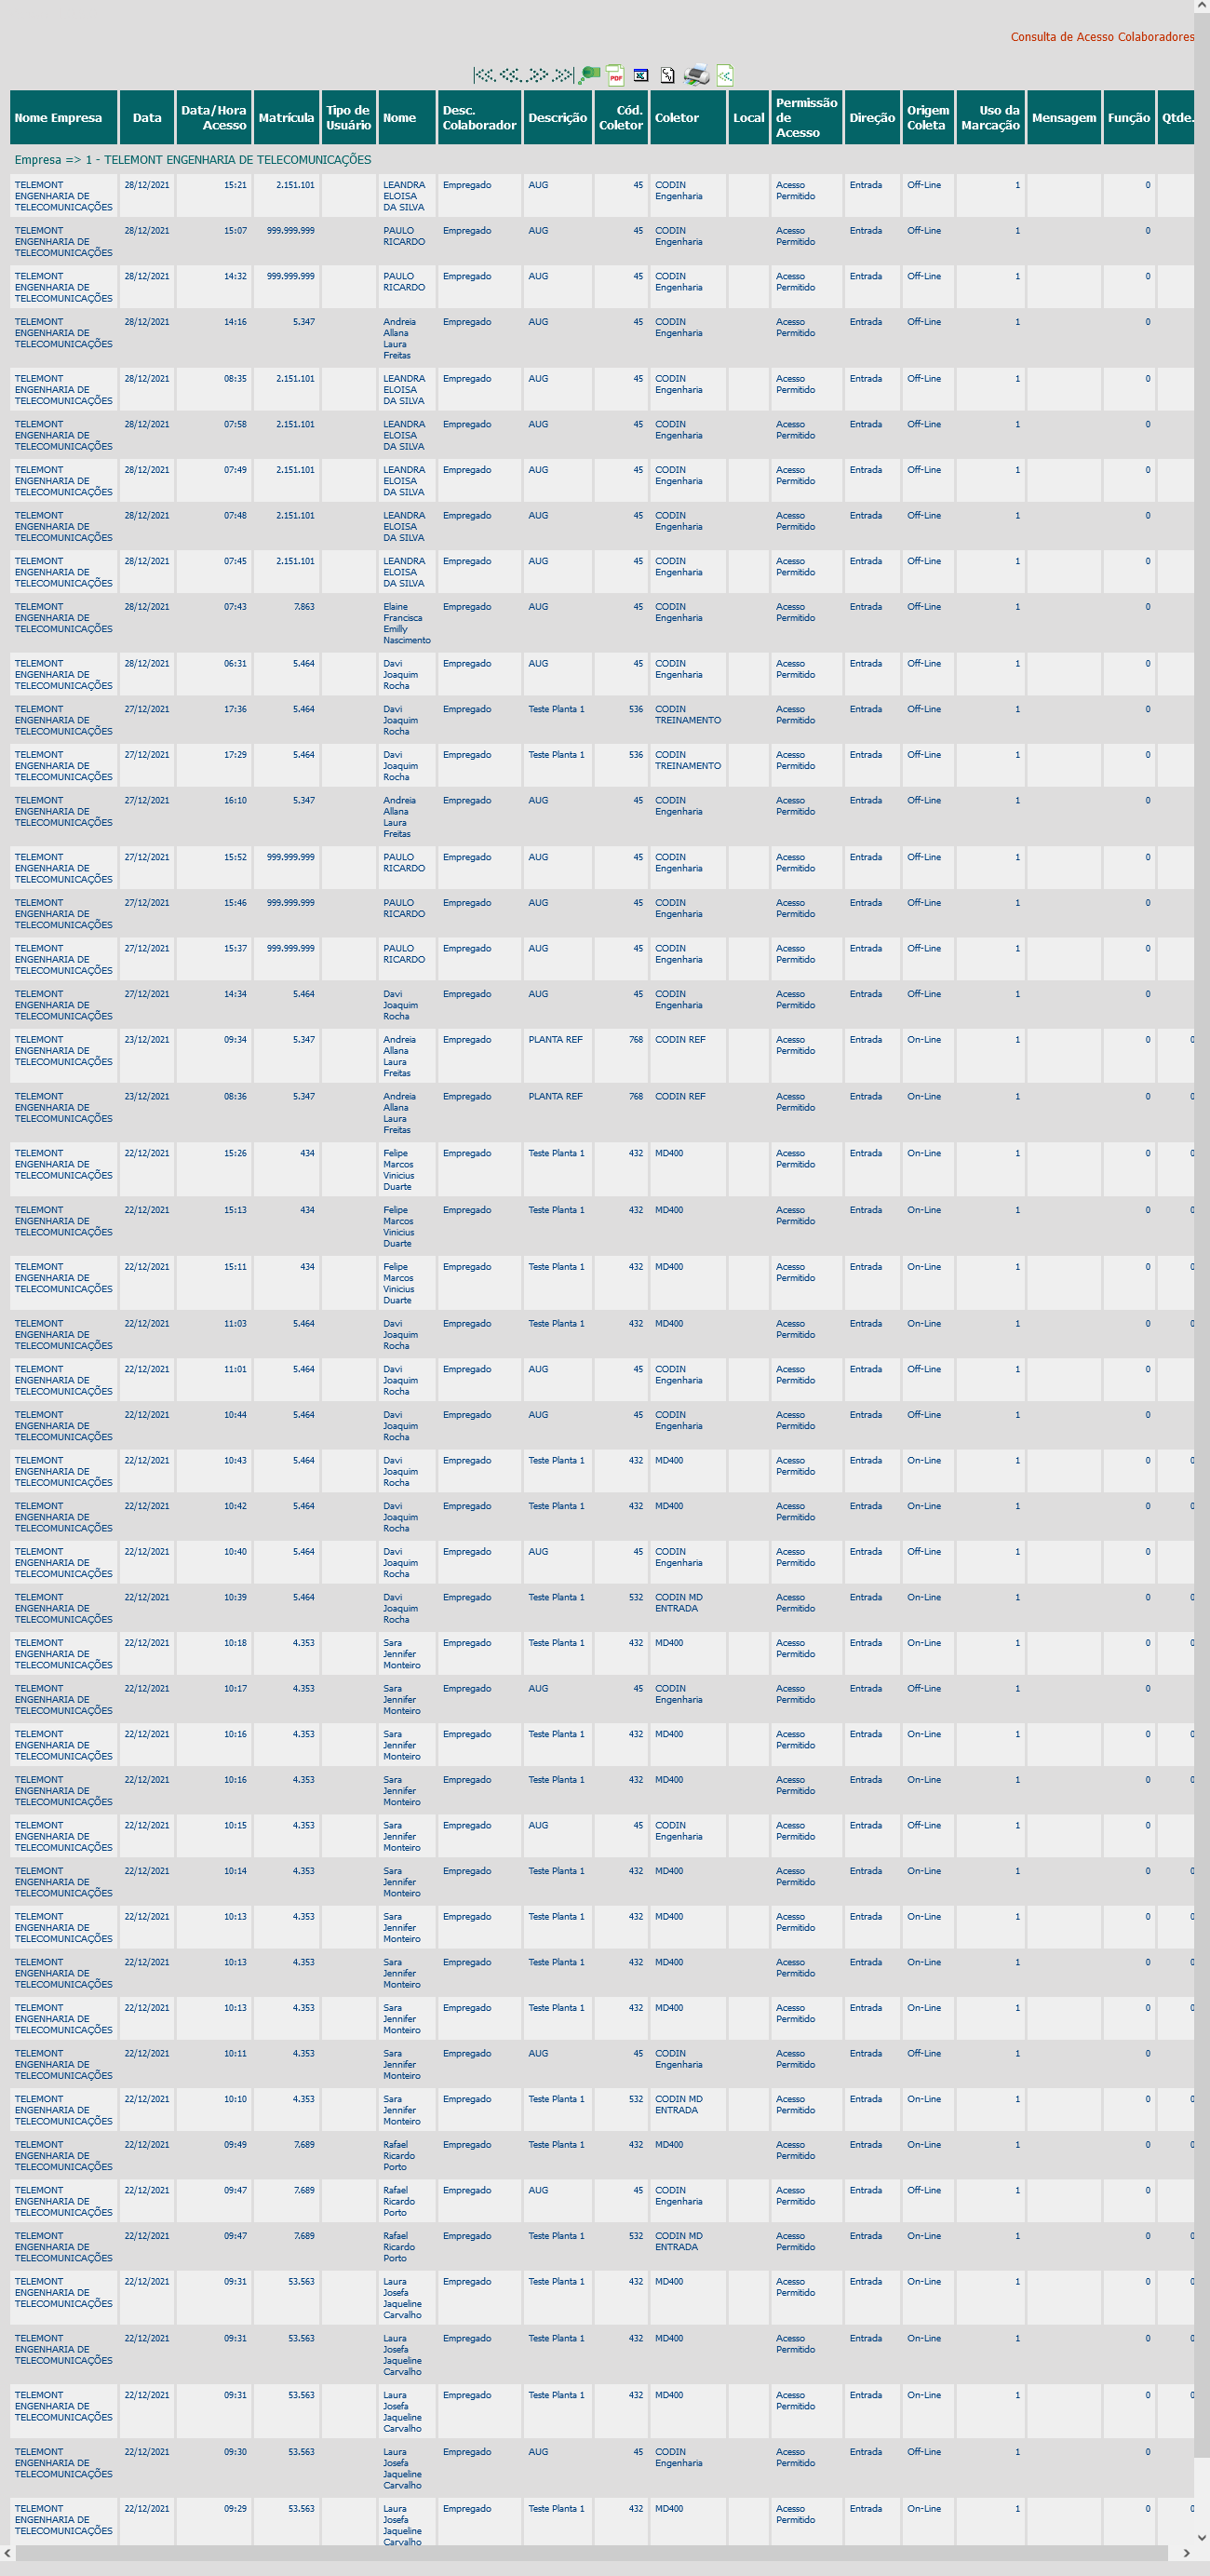 Consulta de Acesso Colaboradores
PDF
Nome Empresa Data Data/Hora Acesso Matrícula Tipo de Usuário Nome Desc. Colaborador Descrição Cód. Coletor Coletor Local Permissão de Acesso Direção Origem Coleta Uso da Marcação Mensagem Função Qtde.
Empresa => 1 - TELEMONT ENGENHARIA DE TELECOMUNICAÇÕES
TELEMONT ENGENHARIA DE TELECOMUNICAÇÕES 28/12/2021 15:21 2.151.101 LEANDRA ELOISA DA SILVA Empregado AUG 45 CODIN Engenharia Acesso Permitido Entrada Off-Line 1 0
TELEMONT ENGENHARIA DE TELECOMUNICAÇÕES 28/12/2021 15:07 999.999.999 PAULO RICARDO Empregado AUG 45 CODIN Engenharia Acesso Permitido Entrada Off-Line 1 0
TELEMONT ENGENHARIA DE TELECOMUNICAÇÕES 28/12/2021 14:32 999.999.999 PAULO RICARDO Empregado AUG 45 CODIN Engenharia Acesso Permitido Entrada Off-Line 1 0
TELEMONT ENGENHARIA DE TELECOMUNICAÇÕES 28/12/2021 14:16 5.347 Andreia Allana Laura Freitas Empregado AUG 45 CODIN Engenharia Acesso Permitido Entrada Off-Line 1 0
TELEMONT ENGENHARIA DE TELECOMUNICAÇÕES 28/12/2021 08:35 2.151.101 LEANDRA ELOISA DA SILVA Empregado AUG 45 CODIN Engenharia Acesso Permitido Entrada Off-Line 1 0
TELEMONT ENGENHARIA DE TELECOMUNICAÇÕES 28/12/2021 07:58 2.151.101 LEANDRA ELOISA DA SILVA Empregado AUG 45 CODIN Engenharia Acesso Permitido Entrada Off-Line 1 0
TELEMONT ENGENHARIA DE TELECOMUNICAÇÕES 28/12/2021 07:49 2.151.101 LEANDRA ELOISA DA SILVA Empregado AUG 45 CODIN Engenharia Acesso Permitido Entrada Off-Line 1 0
TELEMONT ENGENHARIA DE TELECOMUNICAÇÕES 28/12/2021 07:48 2.151.101 LEANDRA ELOISA DA SILVA Empregado AUG 45 CODIN Engenharia Acesso Permitido Entrada Off-Line 1 0
TELEMONT ENGENHARIA DE TELECOMUNICAÇÕES 28/12/2021 07:45 2.151.101 LEANDRA ELOISA DA SILVA Empregado AUG 45 CODIN Engenharia Acesso Permitido Entrada Off-Line 1 0
TELEMONT ENGENHARIA DE TELECOMUNICAÇÕES 28/12/2021 07:43 7.863 Elaine Francisca Emilly Nascimento Empregado AUG 45 CODIN Engenharia Acesso Permitido Entrada Off-Line 1 0
TELEMONT ENGENHARIA DE TELECOMUNICAÇÕES 28/12/2021 06:31 5.464 Davi Joaquim Rocha Empregado AUG 45 CODIN Engenharia Acesso Permitido Entrada Off-Line 1 0
TELEMONT ENGENHARIA DE TELECOMUNICAÇÕES 27/12/2021 17:36 5.464 Davi Joaquim Rocha Empregado Teste Planta 1 536 CODIN TREINAMENTO Acesso Permitido Entrada Off-Line 1 0
TELEMONT ENGENHARIA DE TELECOMUNICAÇÕES 27/12/2021 17:29 5.464 Davi Joaquim Rocha Empregado Teste Planta 1 536 CODIN TREINAMENTO Acesso Permitido Entrada Off-Line 1 0
TELEMONT ENGENHARIA DE TELECOMUNICAÇÕES 27/12/2021 16:10 5.347 Andreia Allana Laura Freitas Empregado AUG 45 CODIN Engenharia Acesso Permitido Entrada Off-Line 1 0
TELEMONT ENGENHARIA DE TELECOMUNICAÇÕES 27/12/2021 15:52 999.999.999 PAULO RICARDO Empregado AUG 45 CODIN Engenharia Acesso Permitido Entrada Off-Line 1 0
TELEMONT ENGENHARIA DE TELECOMUNICAÇÕES 27/12/2021 15:46 999.999.999 PAULO RICARDO Empregado AUG 45 CODIN Engenharia Acesso Permitido Entrada Off-Line 1 0
TELEMONT ENGENHARIA DE TELECOMUNICAÇÕES 27/12/2021 15:37 999.999.999 PAULO RICARDO Empregado AUG 45 CODIN Engenharia Acesso Permitido Entrada Off-Line 1 0
TELEMONT ENGENHARIA DE TELECOMUNICAÇÕES 27/12/2021 14:34 5.464 Davi Joaquim Rocha Empregado AUG 45 CODIN Engenharia Acesso Permitido Entrada Off-Line 1 0
TELEMONT ENGENHARIA DE TELECOMUNICAÇÕES 23/12/2021 09:34 5.347 Andreia Allana Laura Freitas Empregado PLANTA REF 768 CODIN REF Acesso Permitido Entrada On-Line 1 0 0
TELEMONT ENGENHARIA DE TELECOMUNICAÇÕES 23/12/2021 08:36 5.347 Andreia Allana Laura Freitas Empregado PLANTA REF 768 CODIN REF Acesso Permitido Entrada On-Line 1 0 0
TELEMONT ENGENHARIA DE TELECOMUNICAÇÕES 22/12/2021 15:26 434 Felipe Marcos Vinicius Duarte Empregado Teste Planta 1 432 MD400 Acesso Permitido Entrada On-Line 1 0 0
TELEMONT ENGENHARIA DE TELECOMUNICAÇÕES 22/12/2021 15:13 434 Felipe Marcos Vinicius Duarte Empregado Teste Planta 1 432 MD400 Acesso Permitido Entrada On-Line 1 0 0
TELEMONT ENGENHARIA DE TELECOMUNICAÇÕES 22/12/2021 15:11 434 Felipe Marcos Vinicius Duarte Empregado Teste Planta 1 432 MD400 Acesso Permitido Entrada On-Line 1 0 0
TELEMONT ENGENHARIA DE TELECOMUNICAÇÕES 22/12/2021 11:03 5.464 Davi Joaquim Rocha Empregado Teste Planta 1 432 MD400 Acesso Permitido Entrada On-Line 1 0 0
TELEMONT ENGENHARIA DE TELECOMUNICAÇÕES 22/12/2021 11:01 5.464 Davi Joaquim Rocha Empregado AUG 45 CODIN Engenharia Acesso Permitido Entrada Off-Line 1 0
TELEMONT ENGENHARIA DE TELECOMUNICAÇÕES 22/12/2021 10:44 5.464 Davi Joaquim Rocha Empregado AUG 45 CODIN Engenharia Acesso Permitido Entrada Off-Line 1 0
TELEMONT ENGENHARIA DE TELECOMUNICAÇÕES 22/12/2021 10:43 5.464 Davi Joaquim Rocha Empregado Teste Planta 1 432 MD400 Acesso Permitido Entrada On-Line 1 0 0
TELEMONT ENGENHARIA DE TELECOMUNICAÇÕES 22/12/2021 10:42 5.464 Davi Joaquim Rocha Empregado Teste Planta 1 432 MD400 Acesso Permitido Entrada On-Line 1 0 0
TELEMONT ENGENHARIA DE TELECOMUNICAÇÕES 22/12/2021 10:40 5.464 Davi Joaquim Rocha Empregado AUG 45 CODIN Engenharia Acesso Permitido Entrada Off-Line 1 0
TELEMONT ENGENHARIA DE TELECOMUNICAÇÕES 22/12/2021 10:39 5.464 Davi Joaquim Rocha Empregado Teste Planta 1 532 CODIN MD ENTRADA Acesso Permitido Entrada On-Line 1 0 0
TELEMONT ENGENHARIA DE TELECOMUNICAÇÕES 22/12/2021 10:18 4.353 Sara Jennifer Monteiro Empregado Teste Planta 1 432 MD400 Acesso Permitido Entrada On-Line 1 0 0
TELEMONT ENGENHARIA DE TELECOMUNICAÇÕES 22/12/2021 10:17 4.353 Sara Jennifer Monteiro Empregado AUG 45 CODIN Engenharia Acesso Permitido Entrada Off-Line 1 0
TELEMONT ENGENHARIA DE TELECOMUNICAÇÕES 22/12/2021 10:16 4.353 Sara Jennifer Monteiro Empregado Teste Planta 1 432 MD400 Acesso Permitido Entrada On-Line 1 0 0
TELEMONT ENGENHARIA DE TELECOMUNICAÇÕES 22/12/2021 10:16 4.353 Sara Jennifer Monteiro Empregado Teste Planta 1 432 MD400 Acesso Permitido Entrada On-Line 1 0 0
TELEMONT ENGENHARIA DE TELECOMUNICAÇÕES 22/12/2021 10:15 4.353 Sara Jennifer Monteiro Empregado AUG 45 CODIN Engenharia Acesso Permitido Entrada Off-Line 1 0
TELEMONT ENGENHARIA DE TELECOMUNICAÇÕES 22/12/2021 10:14 4.353 Sara Jennifer Monteiro Empregado Teste Planta 1 432 MD400 Acesso Permitido Entrada On-Line 1 0 0
TELEMONT ENGENHARIA DE TELECOMUNICAÇÕES 22/12/2021 10:13 4.353 Sara Jennifer Monteiro Empregado Teste Planta 1 432 MD400 Acesso Permitido Entrada On-Line 1 0 0
TELEMONT ENGENHARIA DE TELECOMUNICAÇÕES 22/12/2021 10:13 4.353 Sara Jennifer Monteiro Empregado Teste Planta 1 432 MD400 Acesso Permitido Entrada On-Line 1 0 0
TELEMONT ENGENHARIA DE TELECOMUNICAÇÕES 22/12/2021 10:13 4.353 Sara Jennifer Monteiro Empregado Teste Planta 1 432 MD400 Acesso Permitido Entrada On-Line 1 0 0
TELEMONT ENGENHARIA DE TELECOMUNICAÇÕES 22/12/2021 10:11 4.353 Sara Jennifer Monteiro Empregado AUG 45 CODIN Engenharia Acesso Permitido Entrada Off-Line 1 0
TELEMONT ENGENHARIA DE TELECOMUNICAÇÕES 22/12/2021 10:10 4.353 Sara Jennifer Monteiro Empregado Teste Planta 1 532 CODIN MD ENTRADA Acesso Permitido Entrada On-Line 1 0 0
TELEMONT ENGENHARIA DE TELECOMUNICAÇÕES 22/12/2021 09:49 7.689 Rafael Ricardo Porto Empregado Teste Planta 1 432 MD400 Acesso Permitido Entrada On-Line 1 0 0
TELEMONT ENGENHARIA DE TELECOMUNICAÇÕES 22/12/2021 09:47 7.689 Rafael Ricardo Porto Empregado AUG 45 CODIN Engenharia Acesso Permitido Entrada Off-Line 1 0
TELEMONT ENGENHARIA DE TELECOMUNICAÇÕES 22/12/2021 09:47 7.689 Rafael Ricardo Porto Empregado Teste Planta 1 532 CODIN MD ENTRADA Acesso Permitido Entrada On-Line 1 0 0
TELEMONT ENGENHARIA DE TELECOMUNICAÇÕES 22/12/2021 09:31 53.563 Laura Josefa Jaqueline Carvalho Empregado Teste Planta 1 432 MD400 Acesso Permitido Entrada On-Line 1 0 0
TELEMONT ENGENHARIA DE TELECOMUNICAÇÕES 22/12/2021 09:31 53.563 Laura Josefa Jaqueline Carvalho Empregado Teste Planta 1 432 MD400 Acesso Permitido Entrada On-Line 1 0 0
TELEMONT ENGENHARIA DE TELECOMUNICAÇÕES 22/12/2021 09:31 53.563 Laura Josefa Jaqueline Carvalho Empregado Teste Planta 1 432 MD400 Acesso Permitido Entrada On-Line 1 0 0
TELEMONT ENGENHARIA DE TELECOMUNICAÇÕES 22/12/2021 09:30 53.563 Laura Josefa Jaqueline Carvalho Empregado AUG 45 CODIN Engenharia Acesso Permitido Entrada Off-Line 1 0
TELEMONT ENGENHARIA DE TELECOMUNICAÇÕES 22/12/2021 09:29 53.563 Laura Josefa Jaqueline Carvalho Empregado Teste Planta 1 432 MD400 Acesso Permitido Entrada On-Line 1 0 0